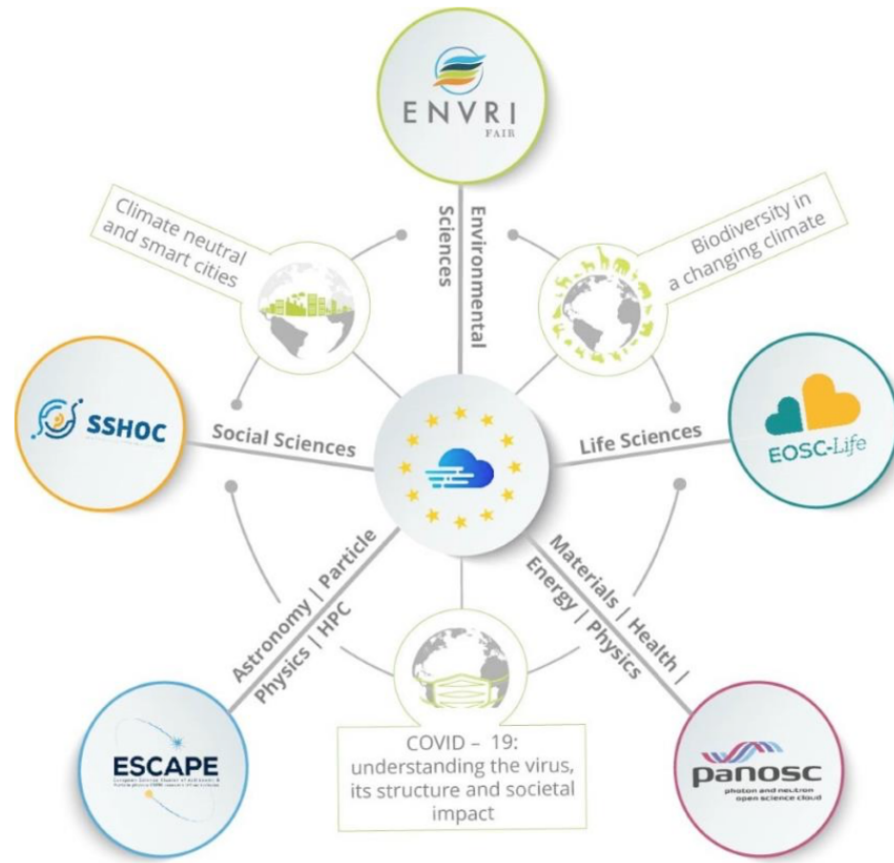 ENVRI
FAIR
Climate neutral
and smart cities
Environmental
Sciences
Biodiversity in
a changing climate
SSHOC
Social Sciences
Life Sciences
EOSC-Life
Astronomy | Particle
Physics | HPC
Materials | Health |
Energy | Physics
ESCAPE
COVID – 19:
understanding the virus,
its structure and societal
impact
panosc
photon and neutron
open science cloud